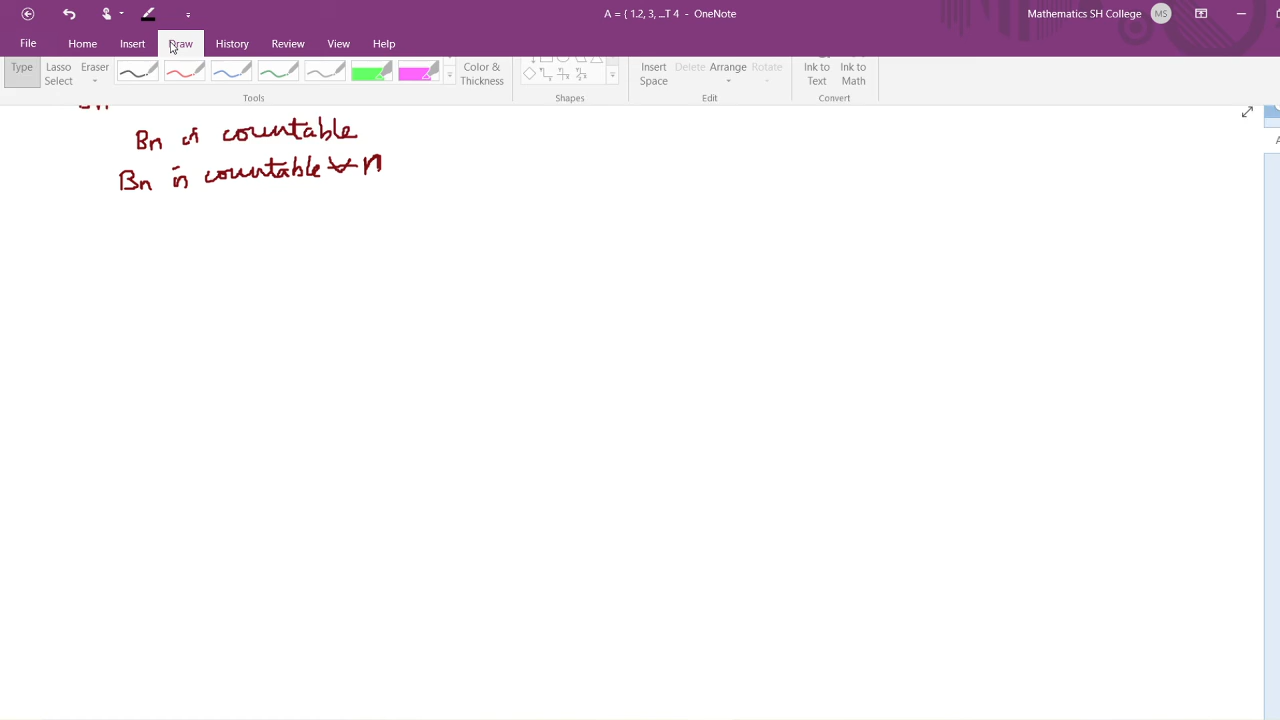 A = { 1.2, 3, ...T 4 - OneNote
Mathematics SH College MS
File Home Insert Draw History Review View Help
Type Lasso Select Eraser Color & Thickness Insert Space Delete Arrange Rotate Ink to Text Ink to Math
Tools Shapes Edit Convert
Bn
Bn is countable
Bn is countable ∀ n